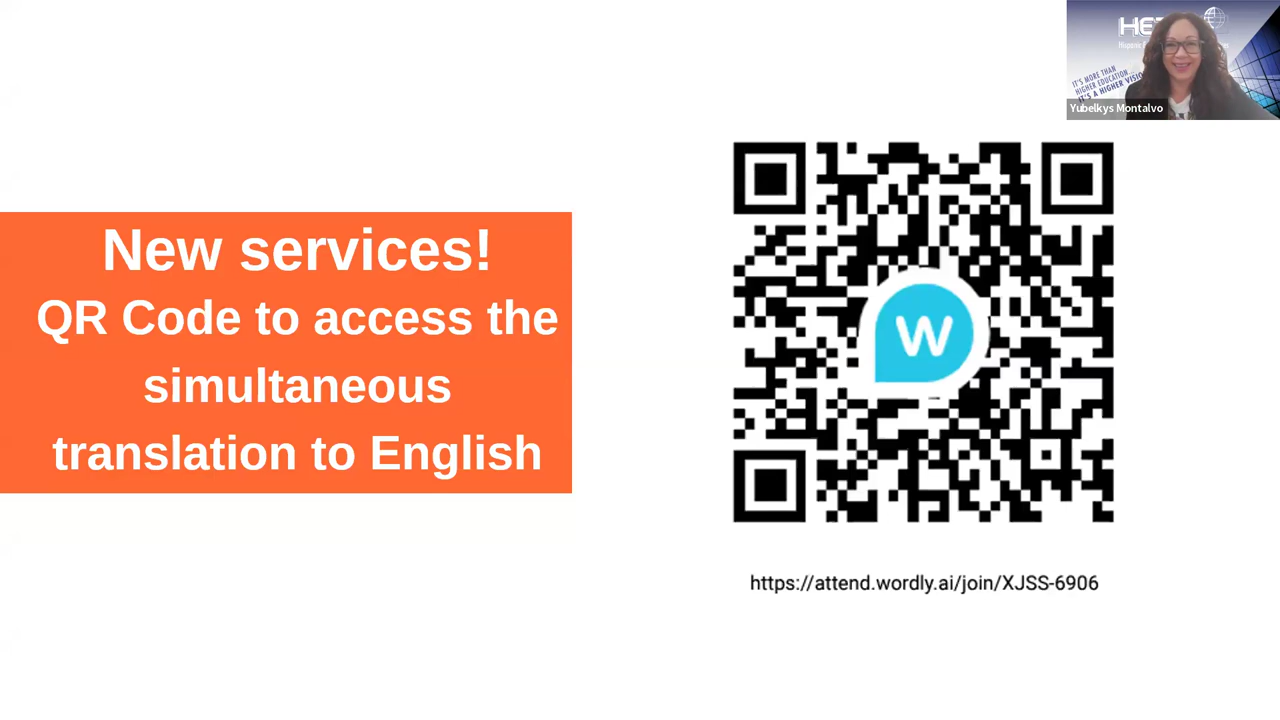 New services!
QR Code to access the
simultaneous
translation to English
W
https://attend.wordly.ai/join/XJSS-6906
IT'S MORE THAN
HIGHER EDUCATION...
IT'S A HIGHER VISIO
Yubelkys Montalvo